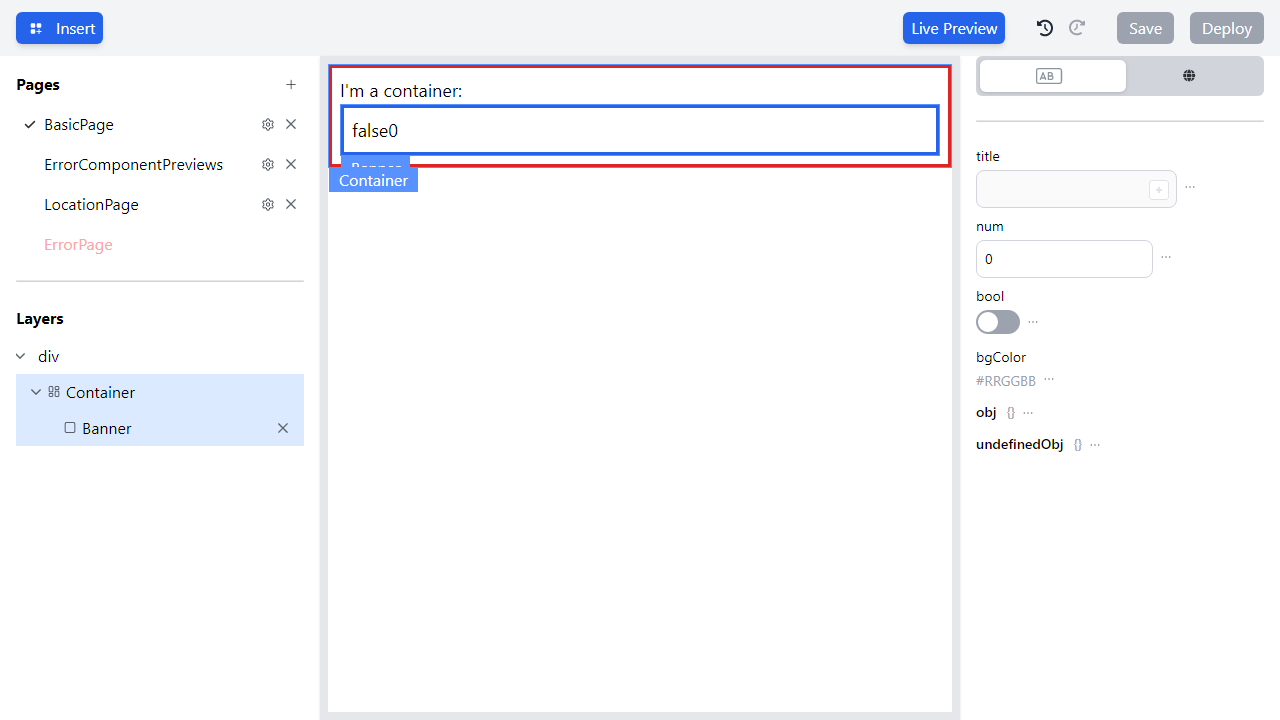 Insert
Live Preview
Save
Deploy
Pages
BasicPage
ErrorComponentPreviews
LocationPage
ErrorPage
Layers
div
Container
Banner
I'm a container:
false0
Banner
Container
AB
title
num
0
bool
bgColor
#RRGGBB
obj {}
undefinedObj {}